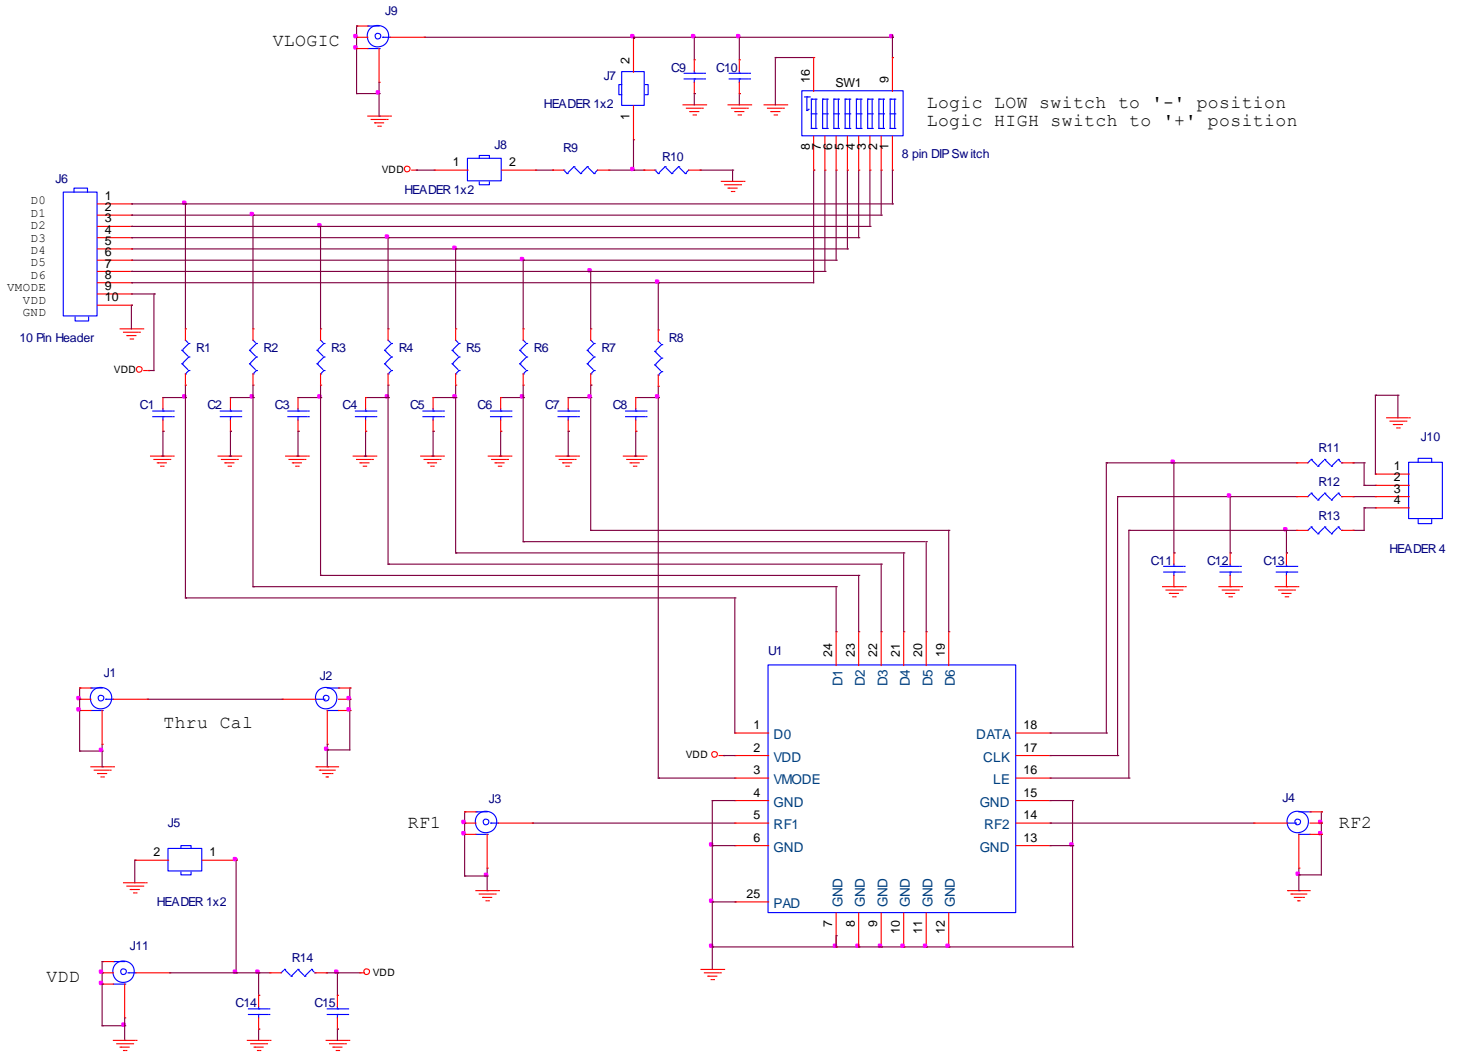 J9
VLOGIC
2
J7
HEADER 1x2
1
C9
C10
16
SW1
9
Logic LOW switch to '-' position
Logic HIGH switch to '+' position
8 7 6 5 4 3 2 1
8 pin DIP Switch
J8
VDD
1
2
HEADER 1x2
R9
R10
J6
D0
1
D1
2
D2
3
D3
4
D4
5
D5
6
D6
7
VMODE
8
VDD
9
GND
10
10 Pin Header
VDD
R1
R2
R3
R4
R5
R6
R7
R8
C1
C2
C3
C4
C5
C6
C7
C8
J10
R11
R12
R13
1
2
3
4
HEADER 4
C11
C12
C13
U1
24
23
22
21
20
19
D1
D2
D3
D4
D5
D6
1
D0
VDD
2
VDD
3
VMODE
4
GND
5
RF1
6
GND
25
PAD
DATA
18
CLK
17
LE
16
GND
15
RF2
14
GND
13
GND
GND
GND
GND
GND
GND
7
8
9
10
11
12
J1
J2
Thru Cal
RF1
J3
J4
RF2
J5
2
1
HEADER 1x2
J11
VDD
R14
VDD
C14
C15